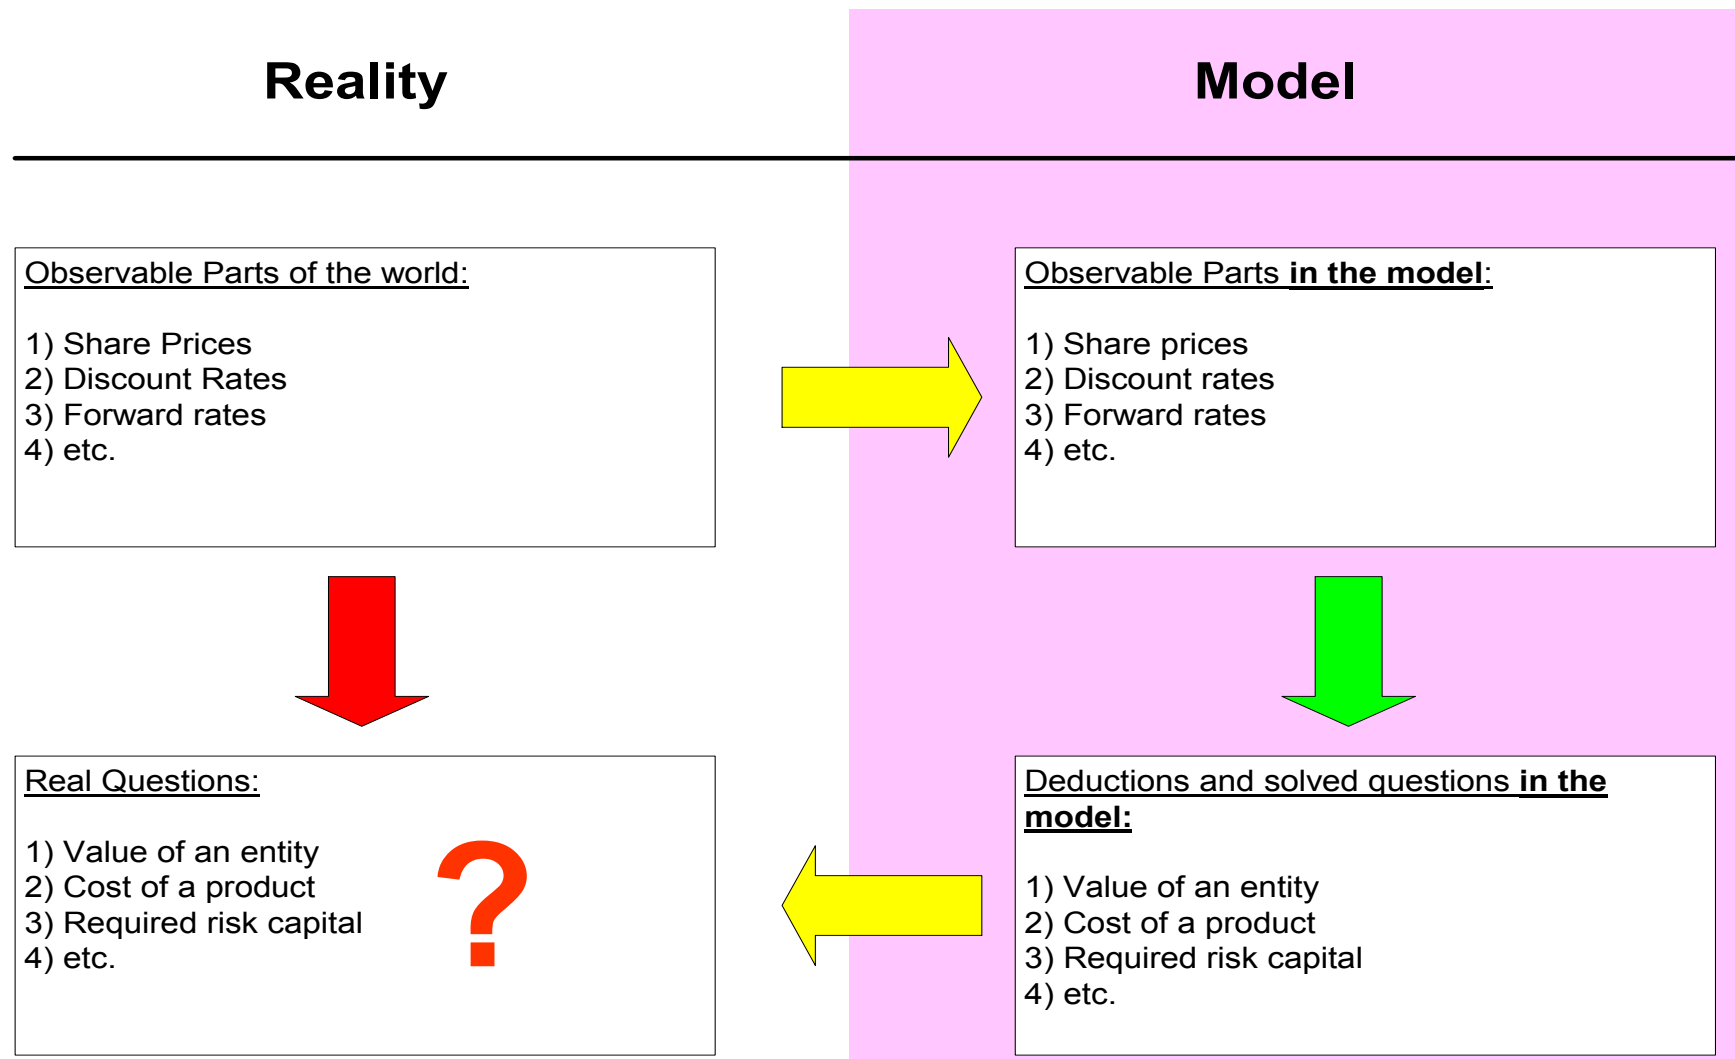 Reality
Model
Observable Parts of the world:
1) Share Prices
2) Discount Rates
3) Forward rates
4) etc.
Observable Parts in the model:
1) Share prices
2) Discount rates
3) Forward rates
4) etc.
Real Questions:
1) Value of an entity
2) Cost of a product
3) Required risk capital
4) etc.
?
Deductions and solved questions in the
model:
1) Value of an entity
2) Cost of a product
3) Required risk capital
4) etc.